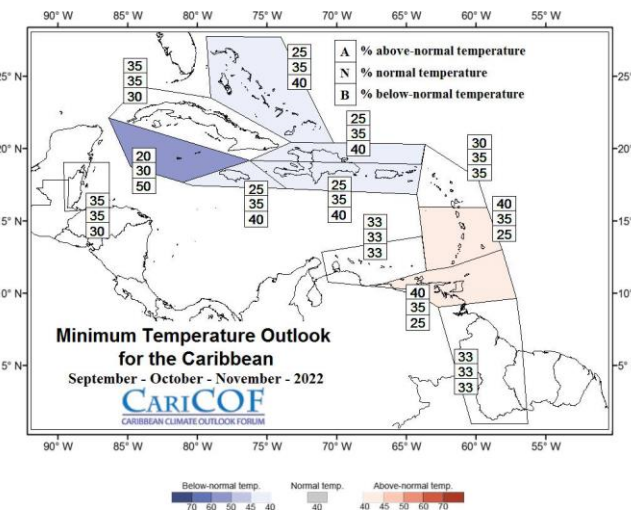 90° W 85° W 80° W 75° W 70° W 65° W 60° W 55° W
A % above-normal temperature
N % normal temperature
B % below-normal temperature
25°N
25°N
20°N
20°N
15°N
15°N
10°N
10°N
5°N
5°N
35
35
30
25
35
40
25
35
40
20
30
50
30
35
35
35
35
30
25
35
40
25
35
40
40
35
25
33
33
33
40
35
25
33
33
33
Minimum Temperature Outlook
for the Caribbean
September - October - November - 2022
CARICOF
CARIBBEAN CLIMATE OUTLOOK FORUM
90° W 85° W 80° W 75° W 70° W 65° W 60° W 55° W
Below-normal temp. Normal temp. Above-normal temp.
70 60 50 45 40 40 40 45 50 60 70